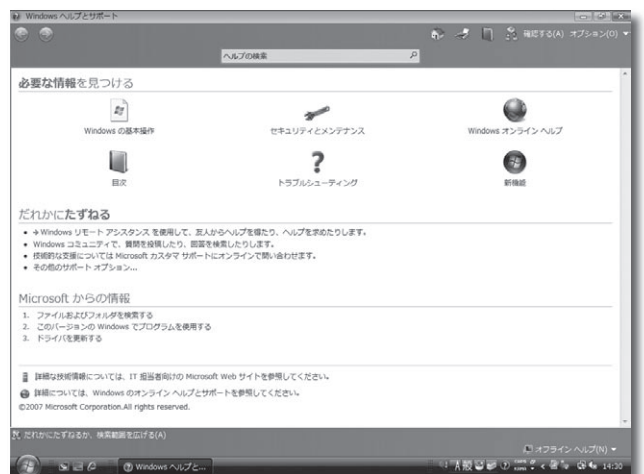 Windows ヘルプとサポート
確認する(A) オプション(O)
ヘルプの検索
必要な情報を見つける
Windows の基本操作 セキュリティとメンテナンス Windows オンライン ヘルプ
目次 トラブルシューティング 新機能
だれかにたずねる
Windows リモート アシスタンス を使用して、友人からヘルプを得たり、ヘルプを求めたりします。
Windows コミュニティで、質問を投稿したり、回答を検索したりします。
技術的な支援については Microsoft カスタマ サポートにオンラインで問い合わせます。
その他のサポート オプション...
Microsoft からの情報
1. ファイルおよびフォルダを検索する
2. このバージョンの Windows でプログラムを使用する
3. ドライバを更新する
詳細な技術情報については、IT 担当者向けの Microsoft Web サイトを参照してください。
詳細については、Windows のオンライン ヘルプとサポートを参照してください。
©2007 Microsoft Corporation.All rights reserved.
だれかにたずねるか、検索範囲を広げる(A)
オフライン ヘルプ(N)
Windows ヘルプと... A 般 14:30